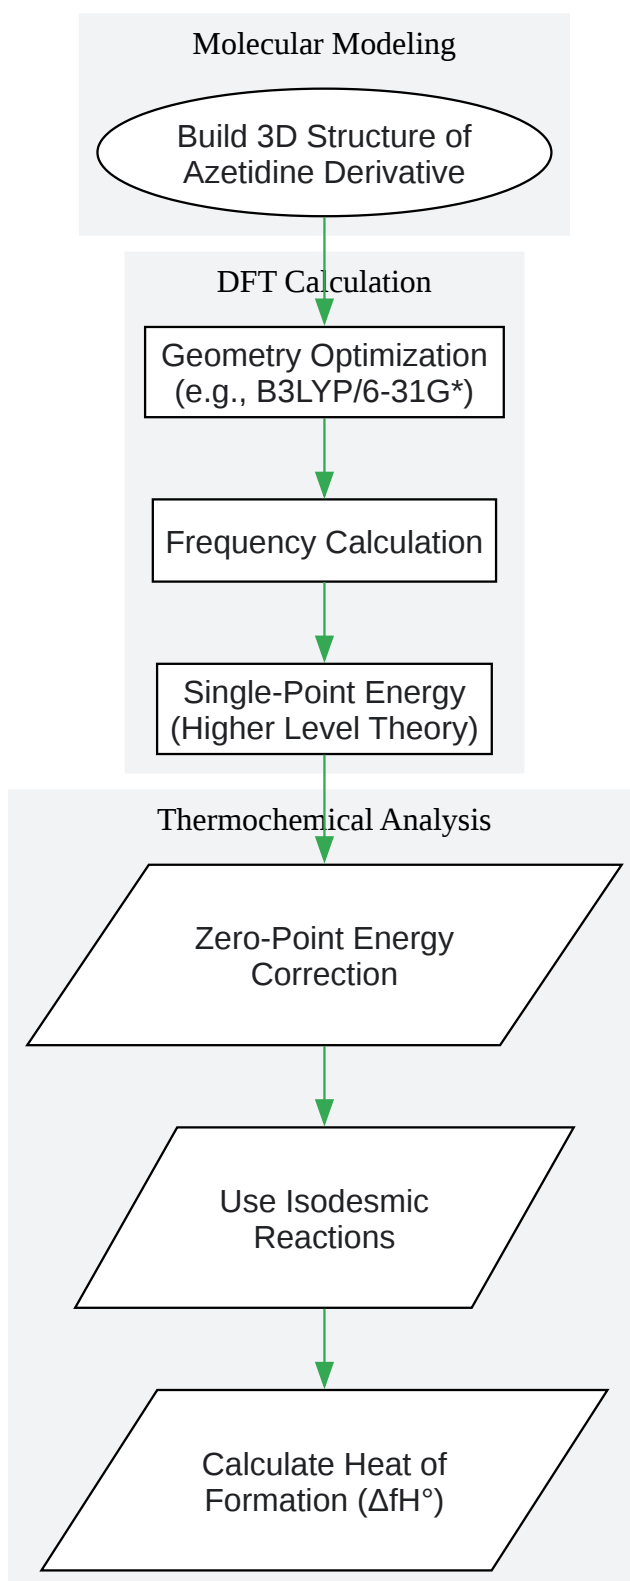 Molecular Modeling
Build 3D Structure of
Azetidine Derivative
DFT Calculation
Geometry Optimization
(e.g., B3LYP/6-31G*)
Frequency Calculation
Single-Point Energy
(Higher Level Theory)
Thermochemical Analysis
Zero-Point Energy
Correction
Use Isodesmic
Reactions
Calculate Heat of
Formation (ΔfH°)